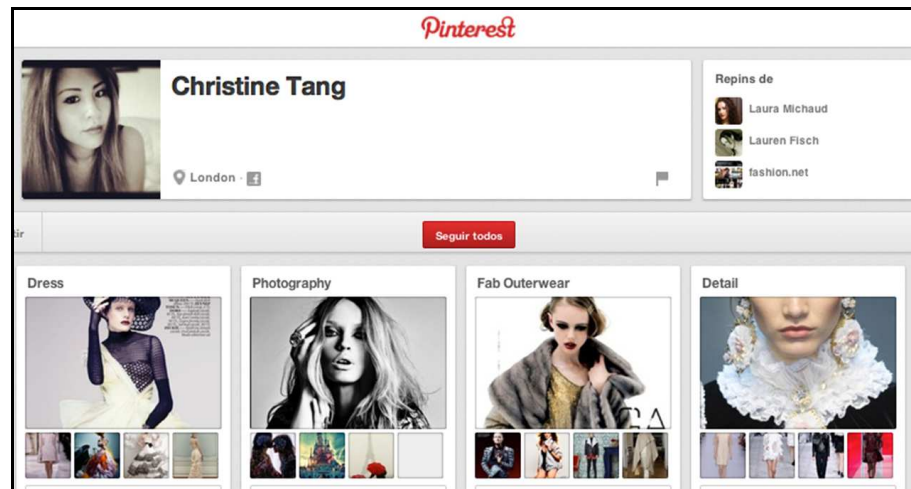 Pinterest
Christine Tang
London ·
Repins de
Laura Michaud
Lauren Fisch
fashion.net
tir
Seguir todos
Dress
Photography
Fab Outerwear
Detail